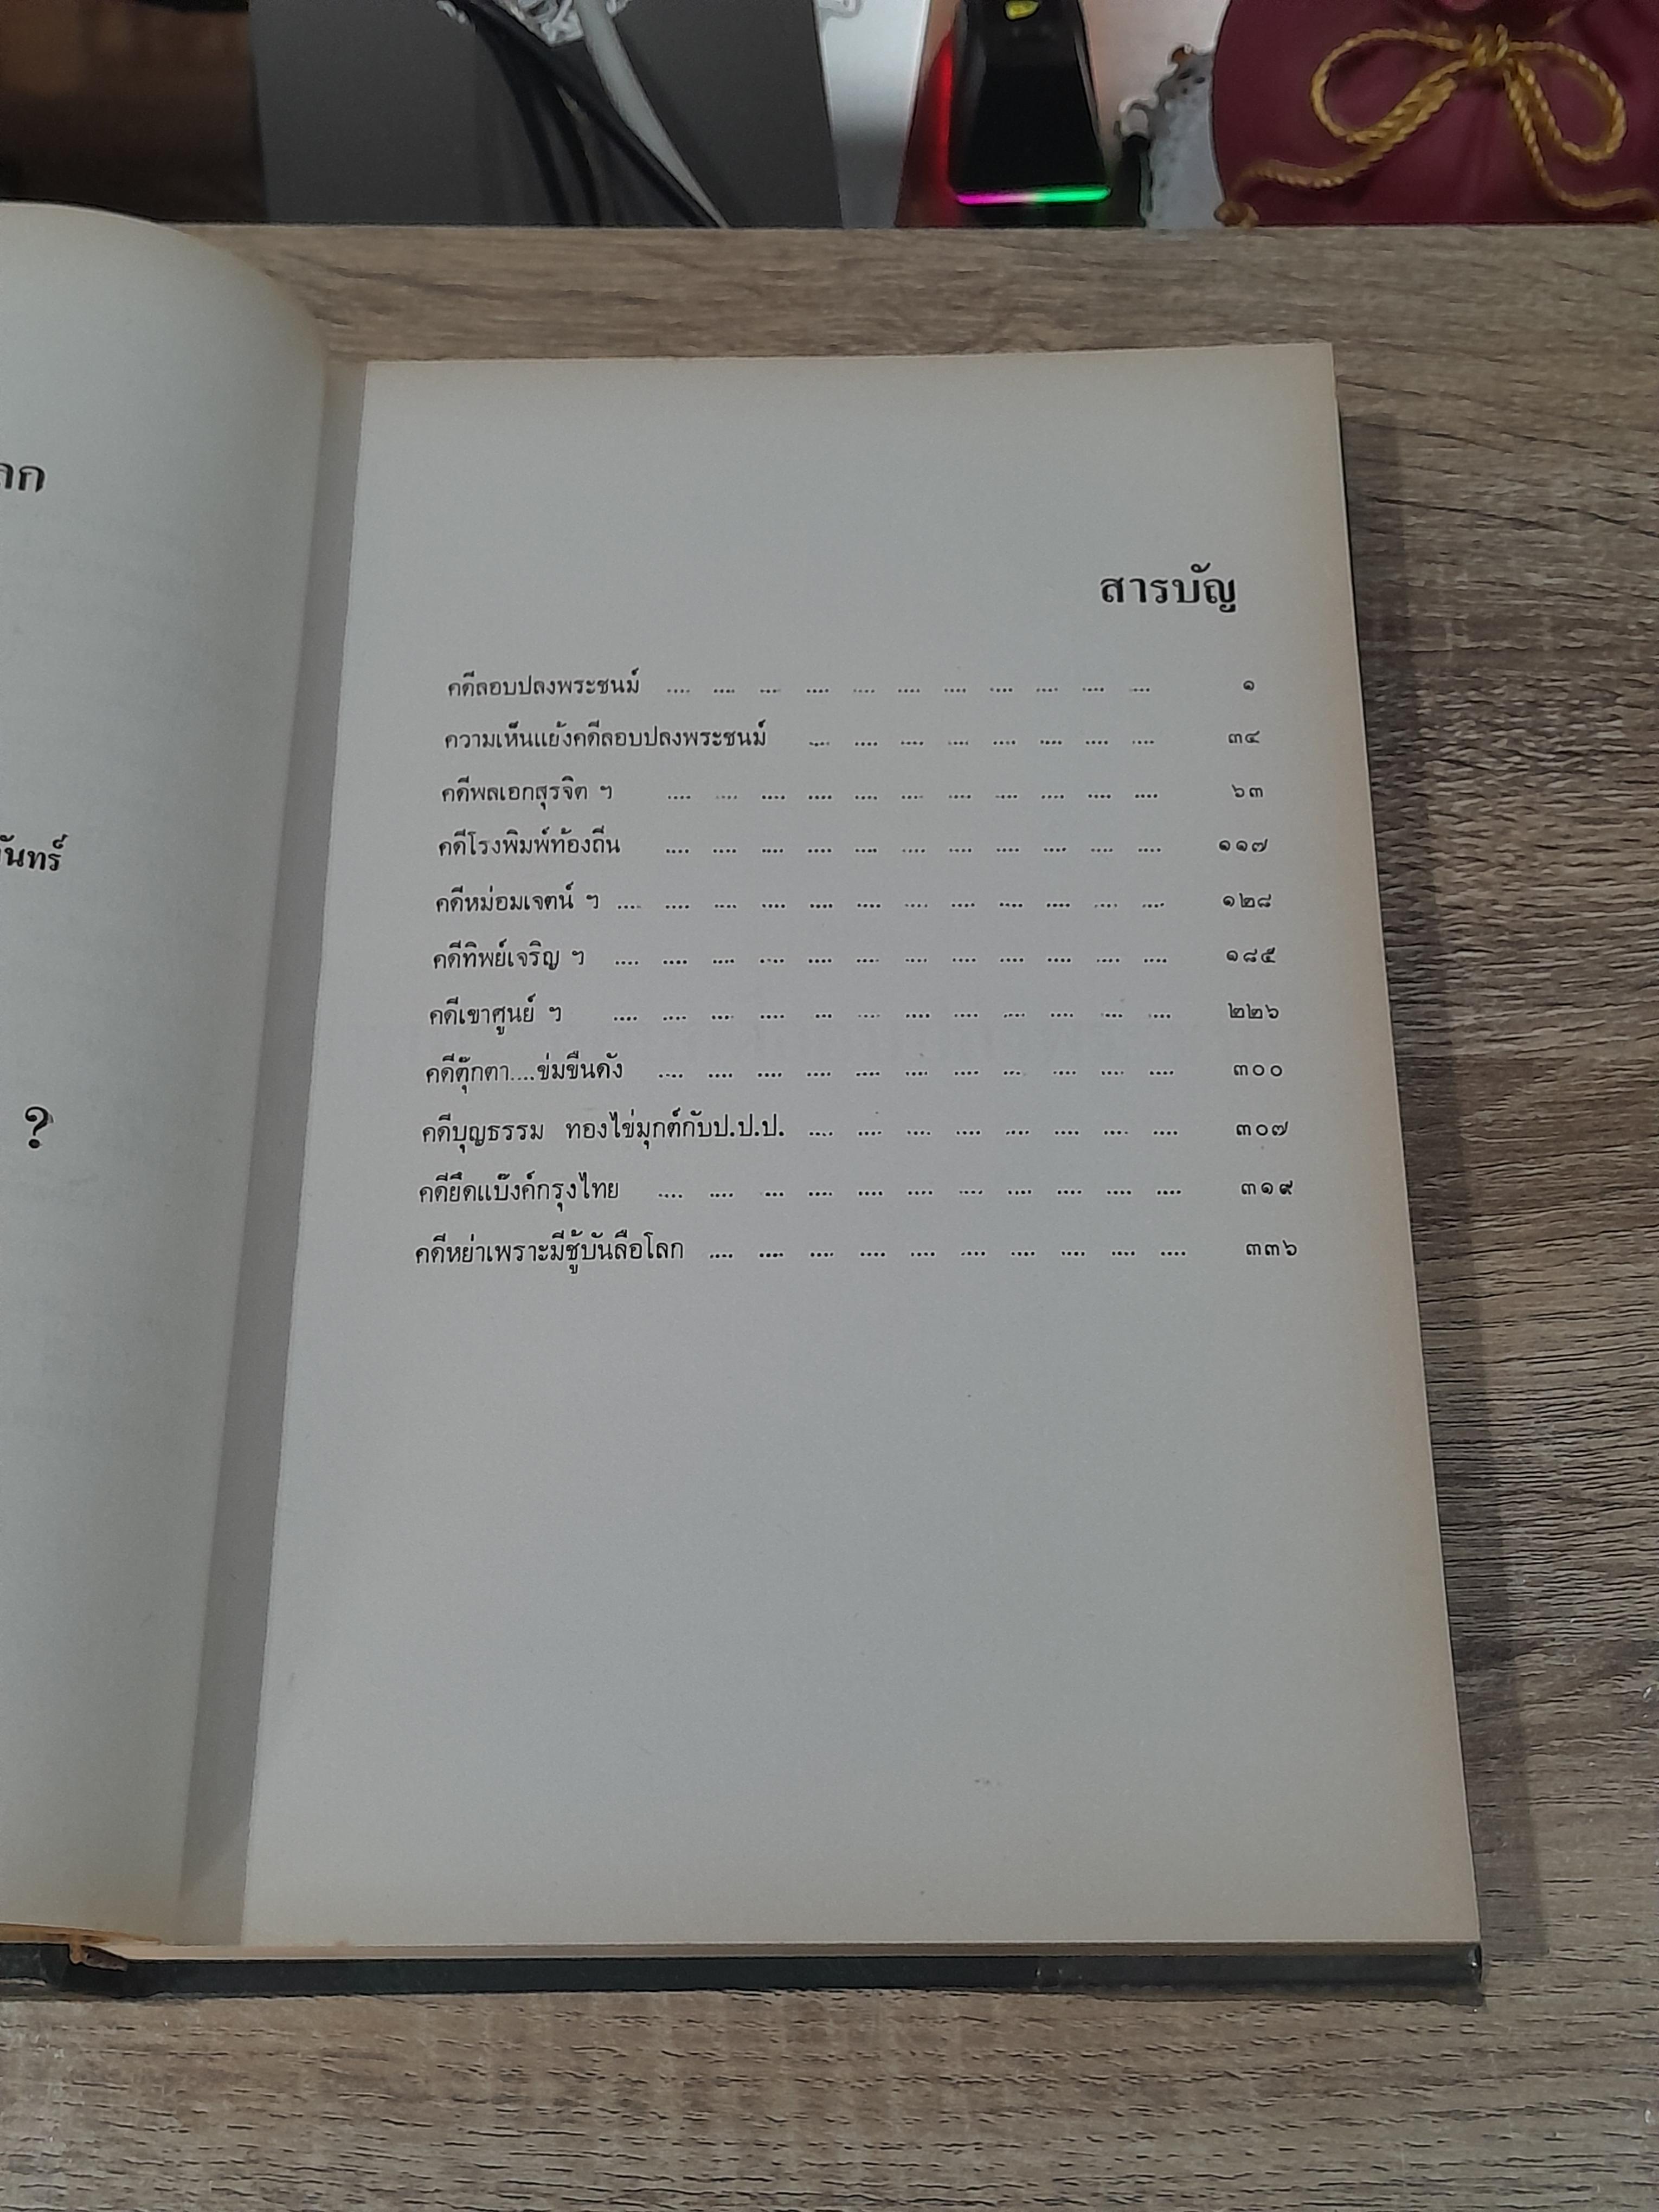 สารบัญ
คดีลอบปลงพระชนม์ .... .... .... .... .... .... .... .... .... .... .... ๑
ความเห็นแย้งคดีลอบปลงพระชนม์ .... .... .... .... .... .... .... .... ๓๔
คดีพลเอกสุรจิต ฯ .... .... .... .... .... .... .... .... .... .... .... ๖๓
คดีโรงพิมพ์ท้องถิ่น .... .... .... .... .... .... .... .... .... .... .... ๑๑๗
คดีหม่อมเจตน์ ฯ .... .... .... .... .... .... .... .... .... .... .... .... ๑๒๘
คดีทิพย์เจริญ ฯ .... .... .... .... .... .... .... .... .... .... .... .... ๑๘๕
คดีเขาศูนย์ ฯ .... .... .... .... .... .... .... .... .... .... .... .... ๒๒๖
คดีตุ๊กตา....ข่มขืนดัง .... .... .... .... .... .... .... .... .... .... .... ๓๐๐
คดีบุญธรรม ทองไข่มุกต์กับป.ป.ป. .... .... .... .... .... .... .... .... ๓๐๗
คดียึดแบ๊งค์กรุงไทย .... .... .... .... .... .... .... .... .... .... .... ๓๑๙
คดีหย่าเพราะมีชู้บันลือโลก .... .... .... .... .... .... .... .... .... .... ๓๓๖
?